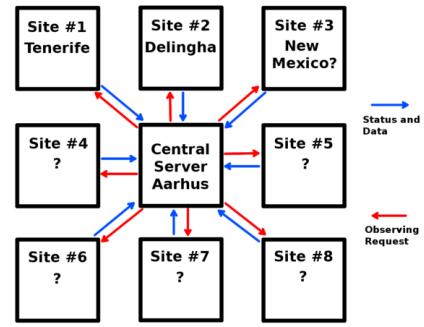 Site #1
Tenerife
Site #2
Delingha
Site #3
New
Mexico?
Status and
Data
Site #4
?
Central
Server
Aarhus
Site #5
?
Observing
Request
Site #6
?
Site #7
?
Site #8
?